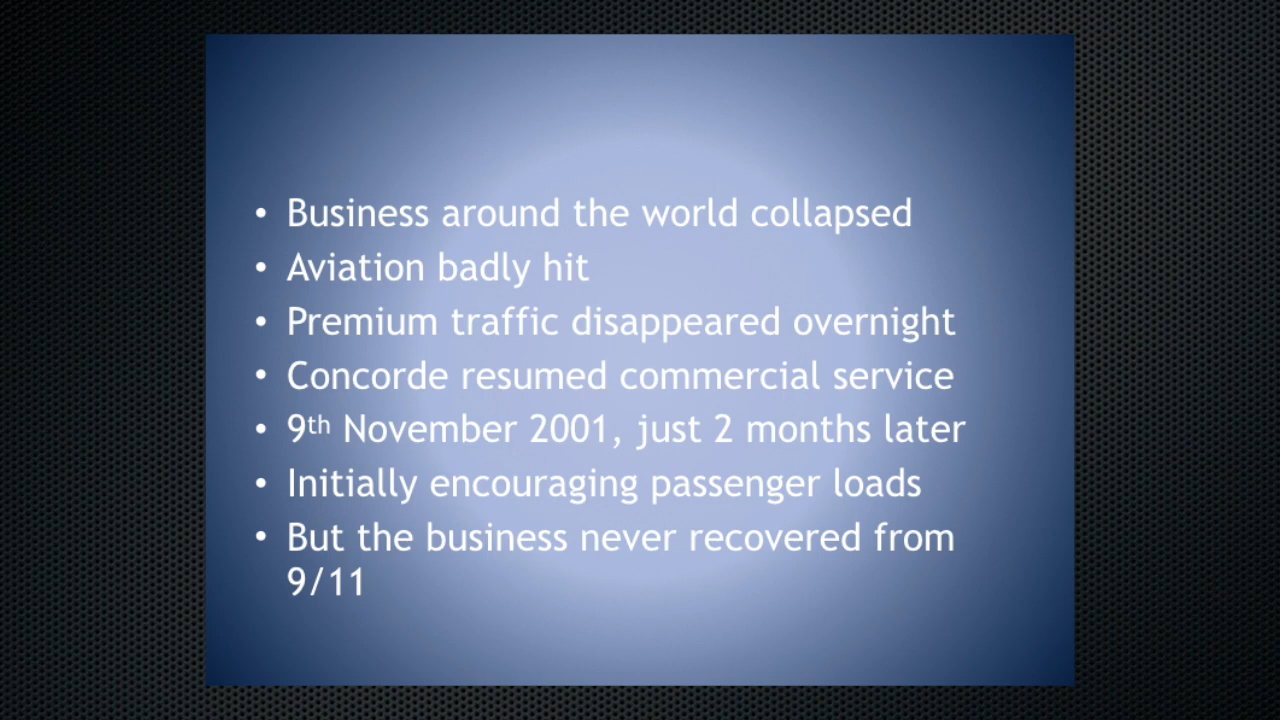 • Business around the world collapsed
• Aviation badly hit
• Premium traffic disappeared overnight
• Concorde resumed commercial service
• 9th November 2001, just 2 months later
• Initially encouraging passenger loads
• But the business never recovered from
9/11